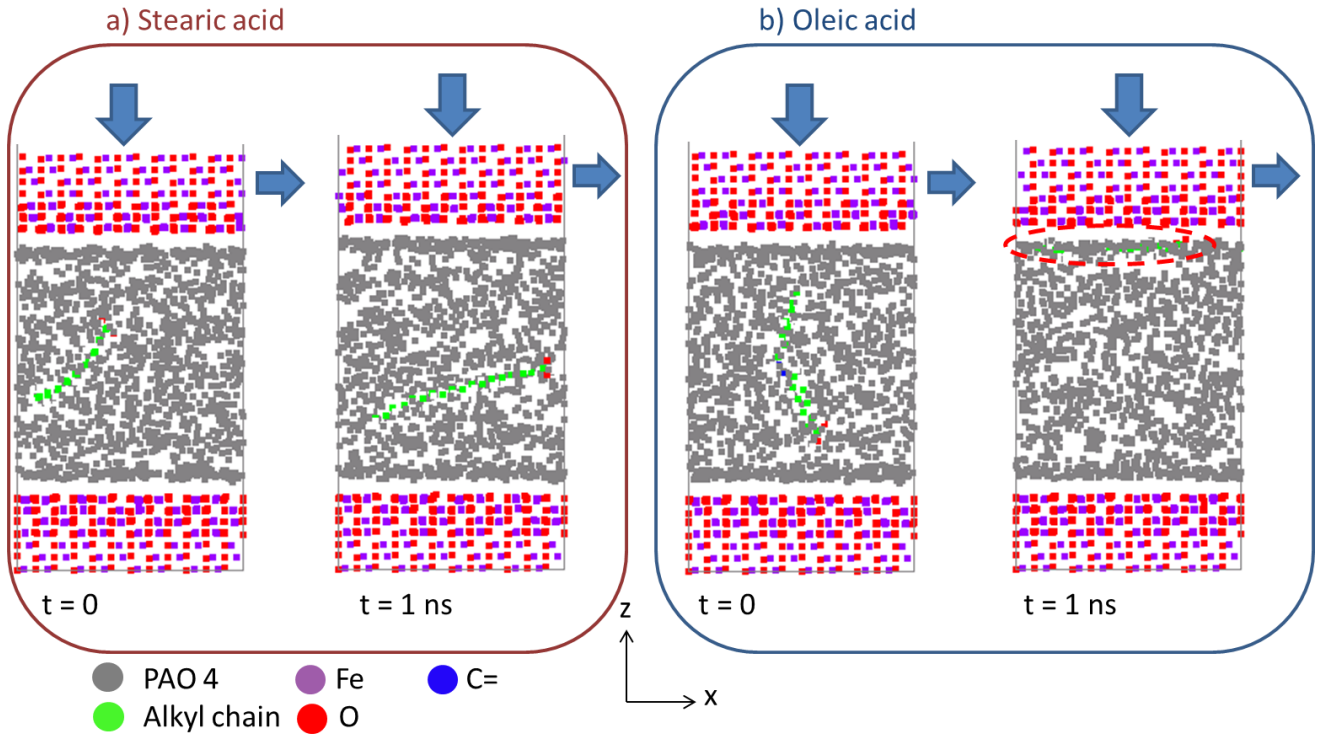 a) Stearic acid
b) Oleic acid
t = 0
t = 1 ns
t = 0
t = 1 ns
z
x
PAO 4
Fe
C=
Alkyl chain
O